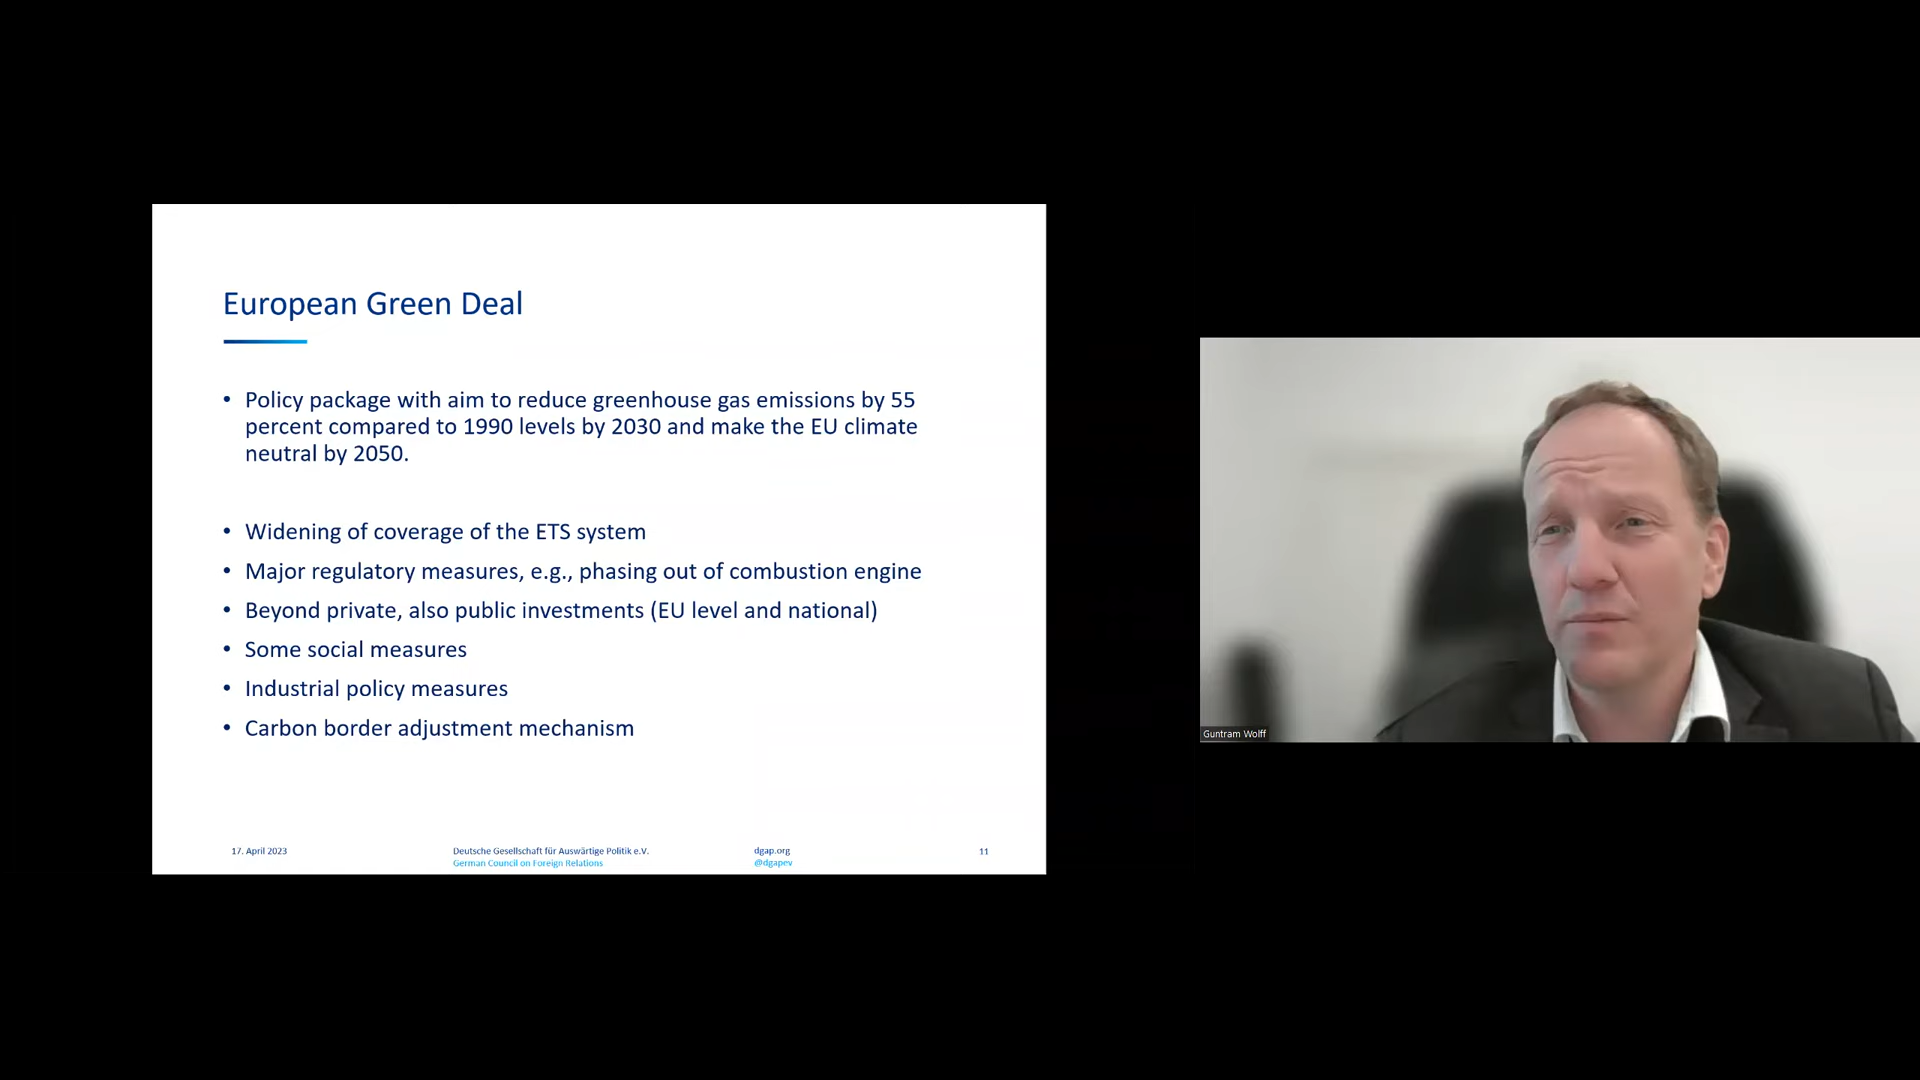 European Green Deal
• Policy package with aim to reduce greenhouse gas emissions by 55
percent compared to 1990 levels by 2030 and make the EU climate
neutral by 2050.
• Widening of coverage of the ETS system
• Major regulatory measures, e.g., phasing out of combustion engine
• Beyond private, also public investments (EU level and national)
• Some social measures
• Industrial policy measures
• Carbon border adjustment mechanism
17. April 2023
Deutsche Gesellschaft für Auswärtige Politik e.V.
German Council on Foreign Relations
dgap.org
@dgapev
11
Guntram Wolff